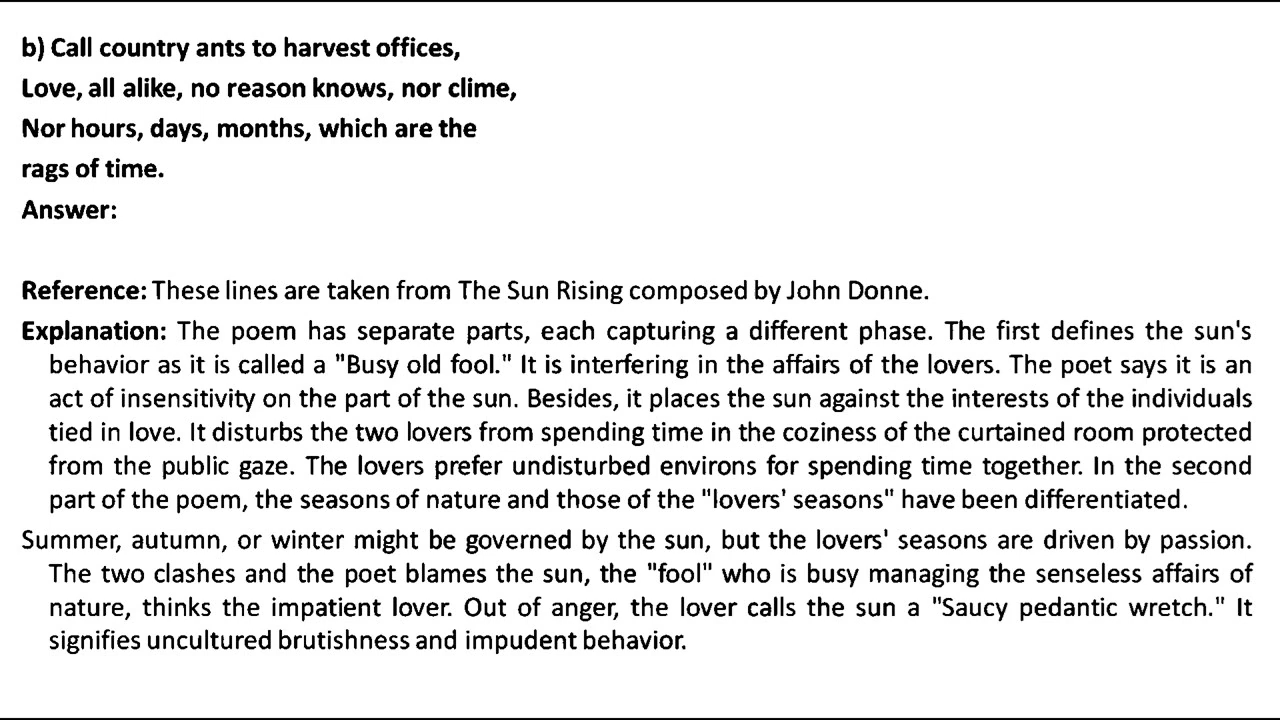 b) Call country ants to harvest offices,
Love, all alike, no reason knows, nor clime,
Nor hours, days, months, which are the
rags of time.
Answer:
Reference: These lines are taken from The Sun Rising composed by John Donne.
Explanation: The poem has separate parts, each capturing a different phase. The first defines the sun's
behavior as it is called a "Busy old fool." It is interfering in the affairs of the lovers. The poet says it is an
act of insensitivity on the part of the sun. Besides, it places the sun against the interests of the individuals
tied in love. It disturbs the two lovers from spending time in the coziness of the curtained room protected
from the public gaze. The lovers prefer undisturbed environs for spending time together. In the second
part of the poem, the seasons of nature and those of the "lovers' seasons" have been differentiated.
Summer, autumn, or winter might be governed by the sun, but the lovers' seasons are driven by passion.
The two clashes and the poet blames the sun, the "fool" who is busy managing the senseless affairs of
nature, thinks the impatient lover. Out of anger, the lover calls the sun a "Saucy pedantic wretch." It
signifies uncultured brutishness and impudent behavior.